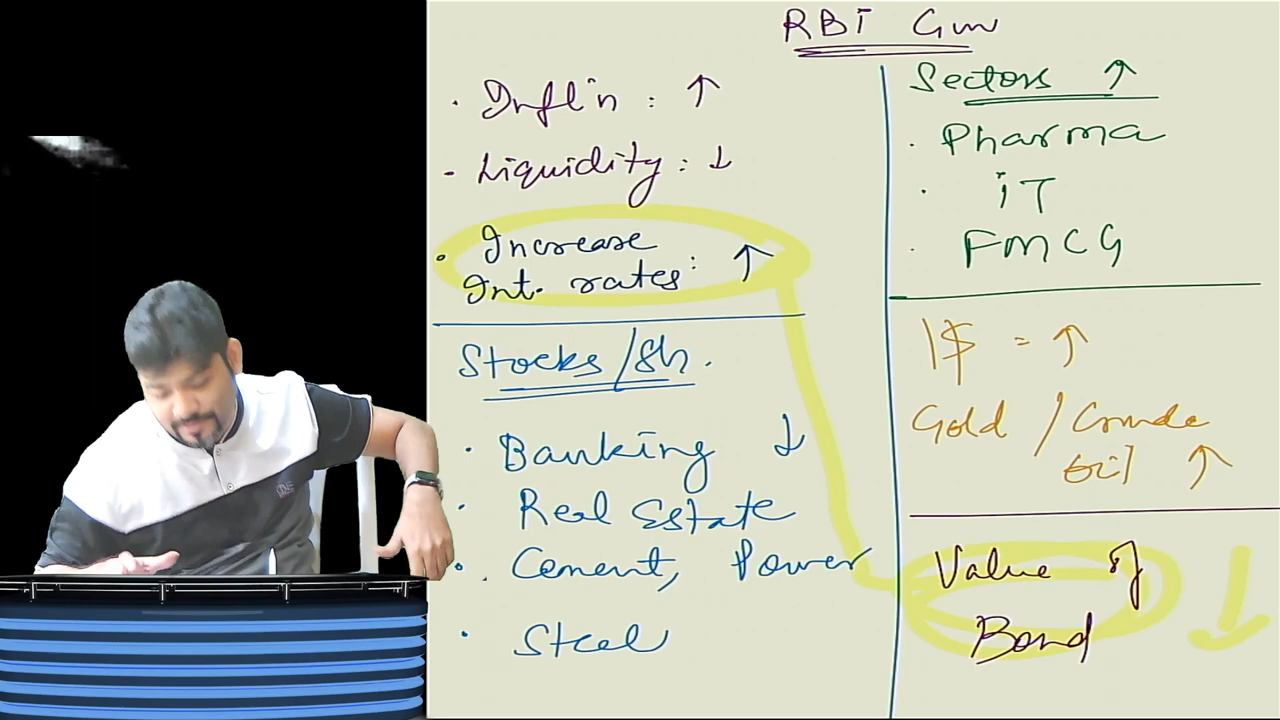 RBI Gov
· Infl'n : ↑
- Liquidity : ↓
· Increase
Int. rates : ↑
Stocks/Sh.
· Banking ↓
· Real Estate
· Cement, Power
· Steel
Sectors ↑
· Pharma
· iT
· FMCG
1$ = ↑
Gold / Crude
oil ↑
Value of
Bond ↓